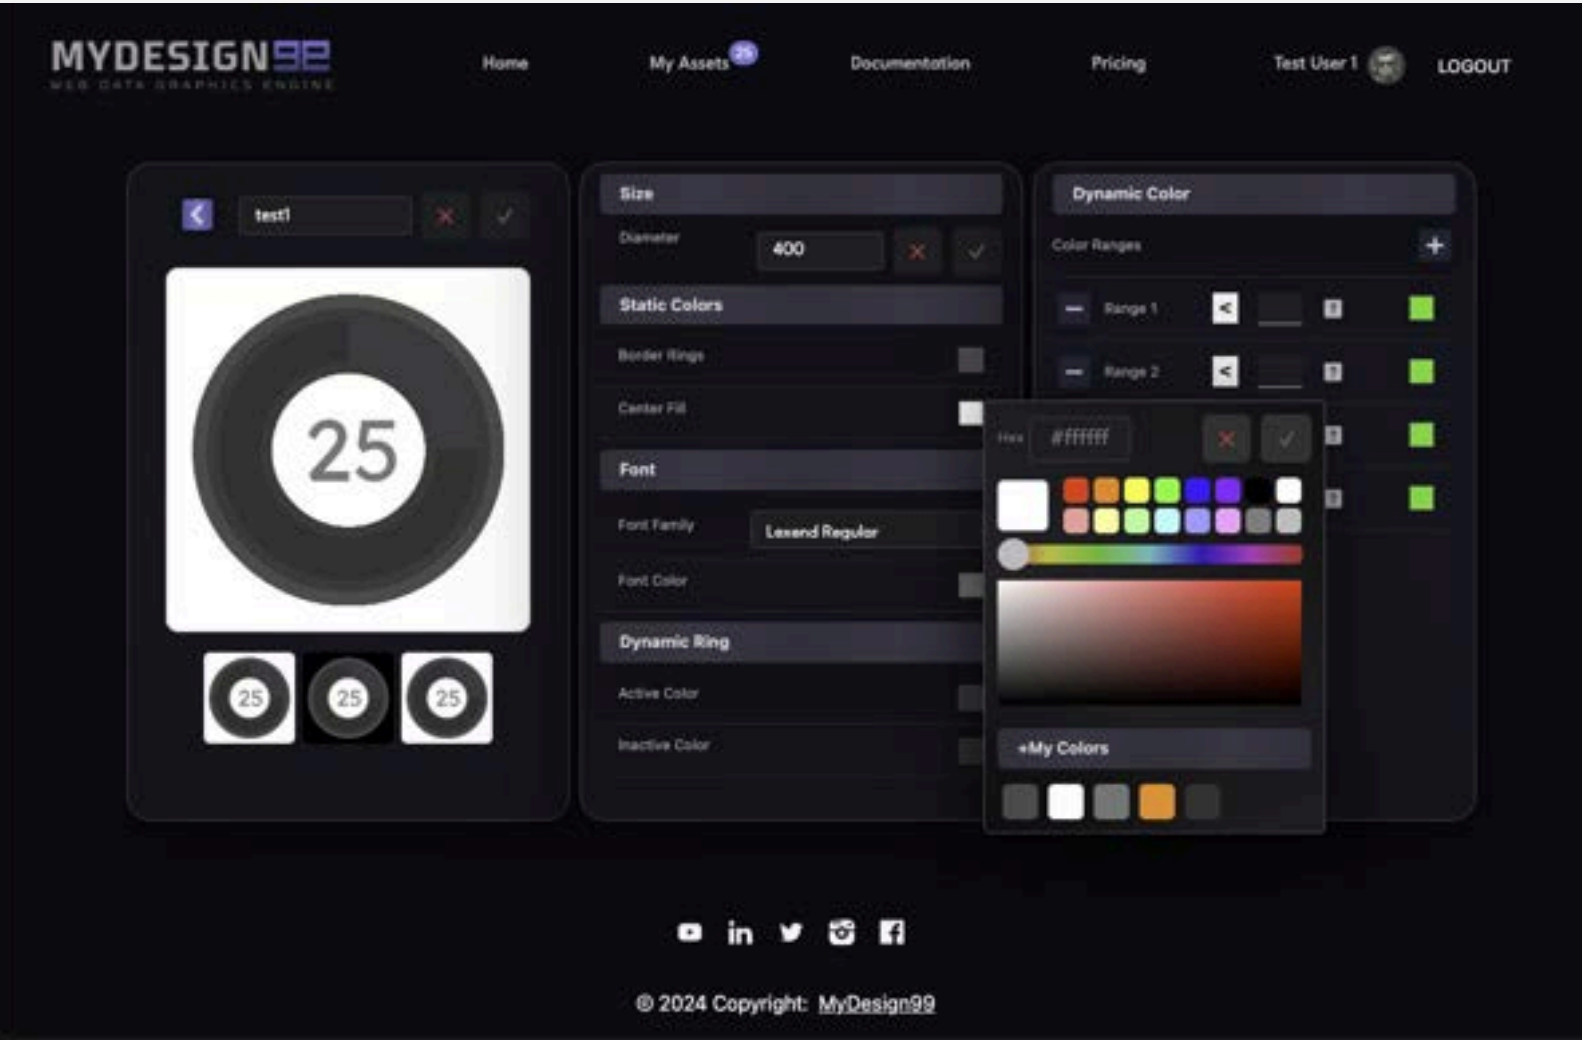 MYDESIGN99
WEB DATA GRAPHICS ENGINE
Home
My Assets 25
Documentation
Pricing
Test User 1
LOGOUT
test1
25
25
25
25
Size
Diameter 400
Static Colors
Border Rings
Center Fill
Font
Font Family Lexend Regular
Font Color
Dynamic Ring
Active Color
Inactive Color
Dynamic Color
Color Ranges +
Range 1 <
Range 2 <
Hex #ffffff
+My Colors
© 2024 Copyright: MyDesign99